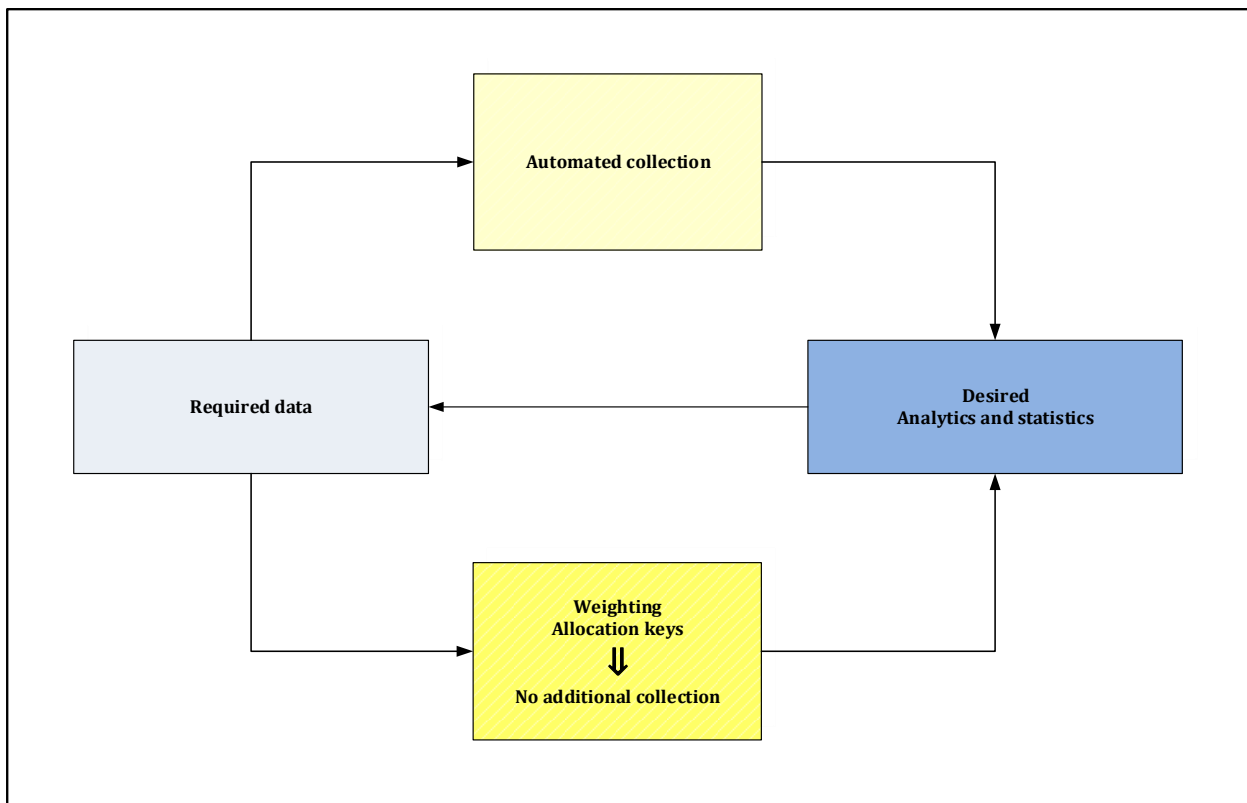 Automated collection
Required data
Desired
Analytics and statistics
Weighting
Allocation keys
⇓
No additional collection